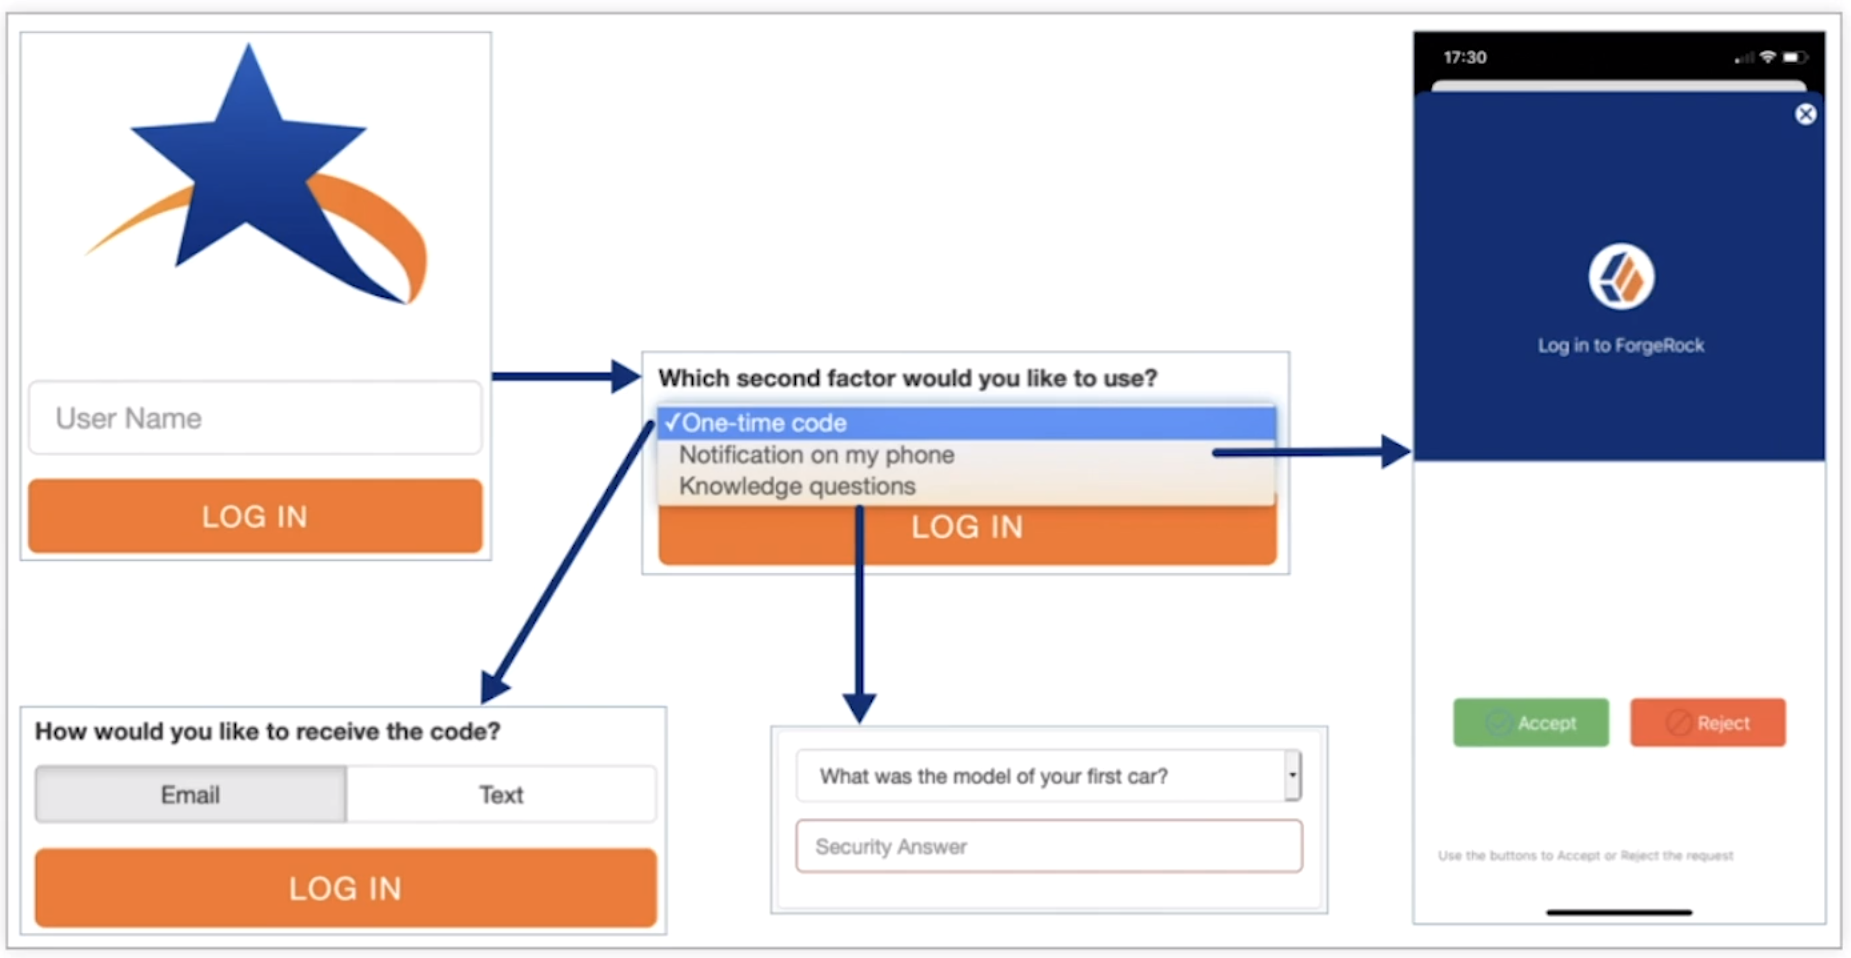 User Name
LOG IN
Which second factor would you like to use?
✓One-time code
Notification on my phone
Knowledge questions
LOG IN
How would you like to receive the code?
Email Text
LOG IN
What was the model of your first car?
Security Answer
17:30
Log in to ForgeRock
Accept Reject
Use the buttons to Accept or Reject the request